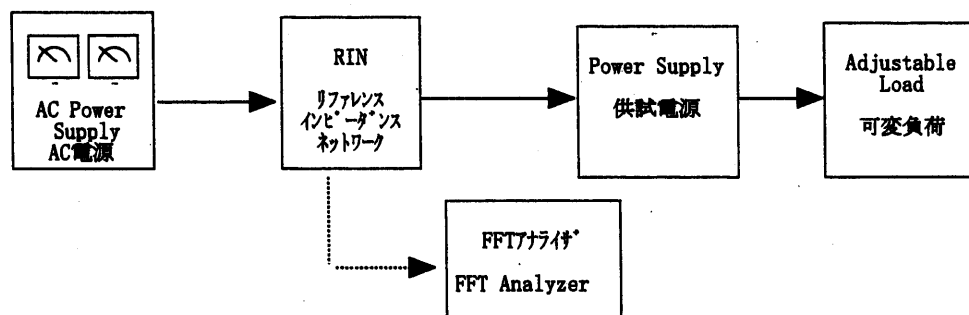 AC Power
Supply
AC電源
RIN
リファレンス
インピーダンス
ネットワーク
Power Supply
供試電源
Adjustable
Load
可変負荷
FFTアナライザ
FFT Analyzer